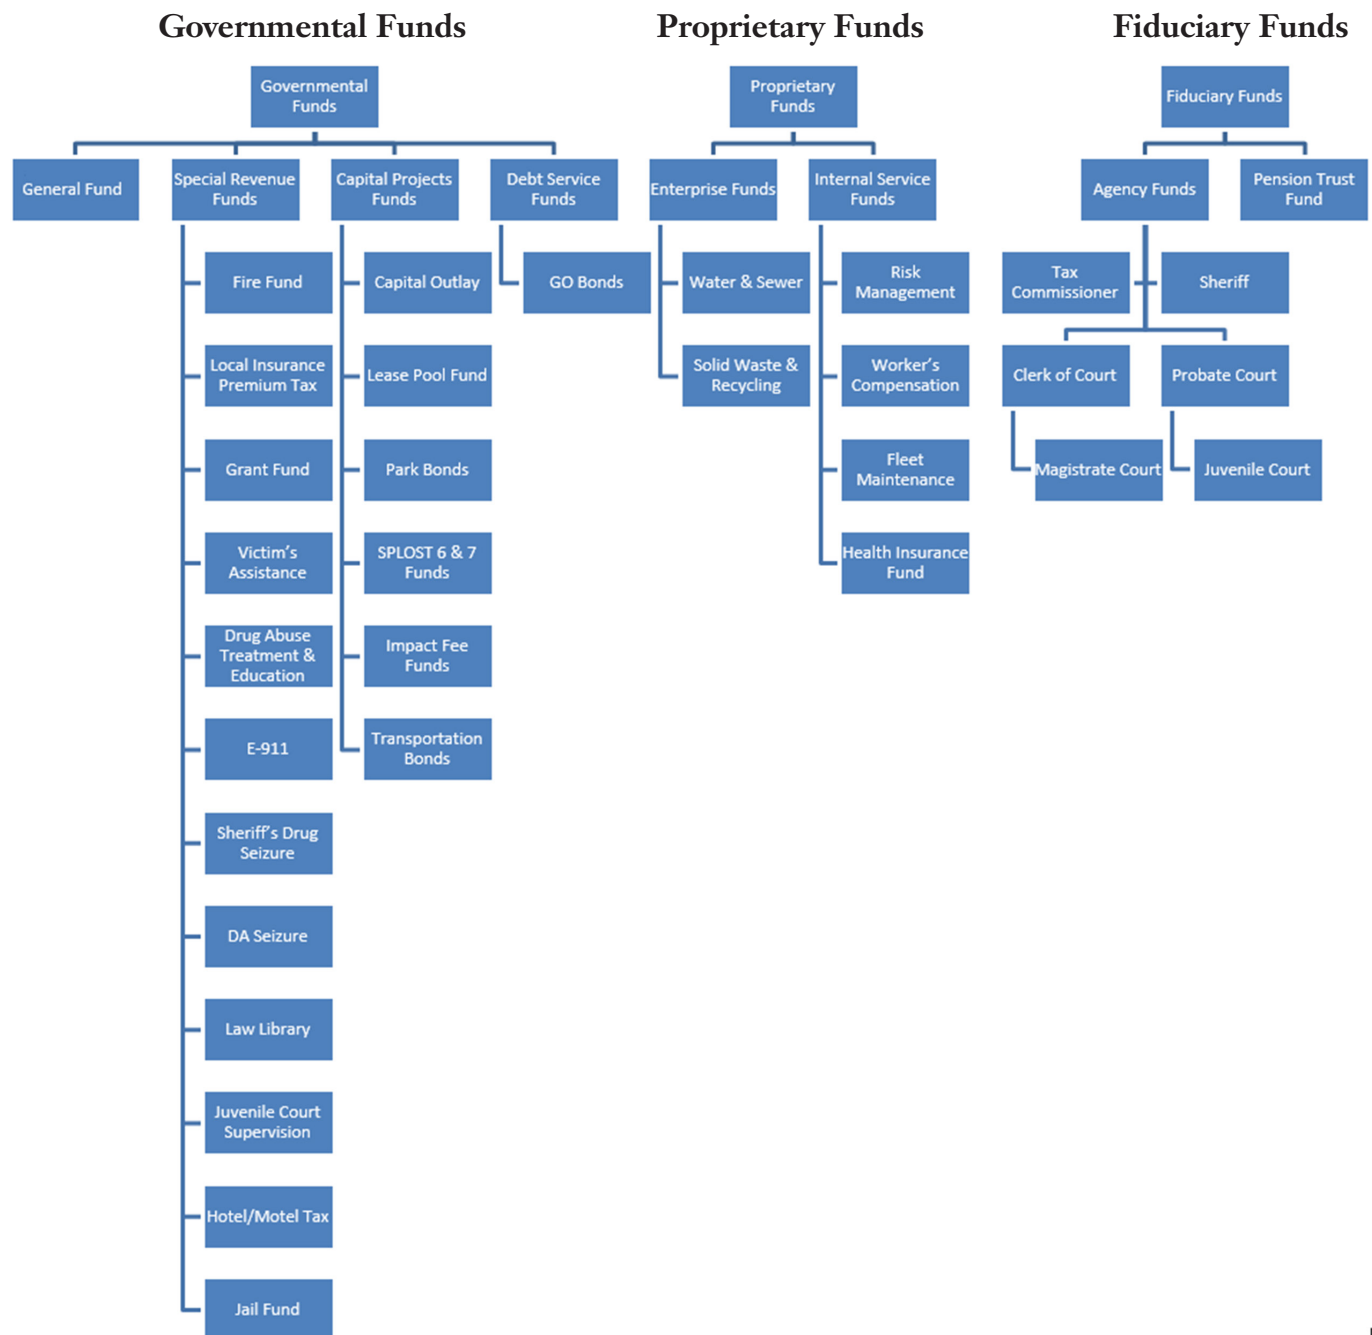 Governmental Funds
Proprietary Funds
Fiduciary Funds
Governmental
Funds
General Fund
Special Revenue
Funds
Capital Projects
Funds
Debt Service
Funds
Fire Fund
Local Insurance
Premium Tax
Grant Fund
Victim's
Assistance
Drug Abuse
Treatment &
Education
E-911
Sheriff's Drug
Seizure
DA Seizure
Law Library
Juvenile Court
Supervision
Hotel/Motel Tax
Jail Fund
Capital Outlay
Lease Pool Fund
Park Bonds
SPLOST 6 & 7
Funds
Impact Fee
Funds
Transportation
Bonds
GO Bonds
Proprietary
Funds
Enterprise Funds
Internal Service
Funds
Water & Sewer
Solid Waste &
Recycling
Risk
Management
Worker's
Compensation
Fleet
Maintenance
Health Insurance
Fund
Fiduciary Funds
Agency Funds
Pension Trust
Fund
Tax
Commissioner
Sheriff
Clerk of Court
Probate Court
Magistrate Court
Juvenile Court